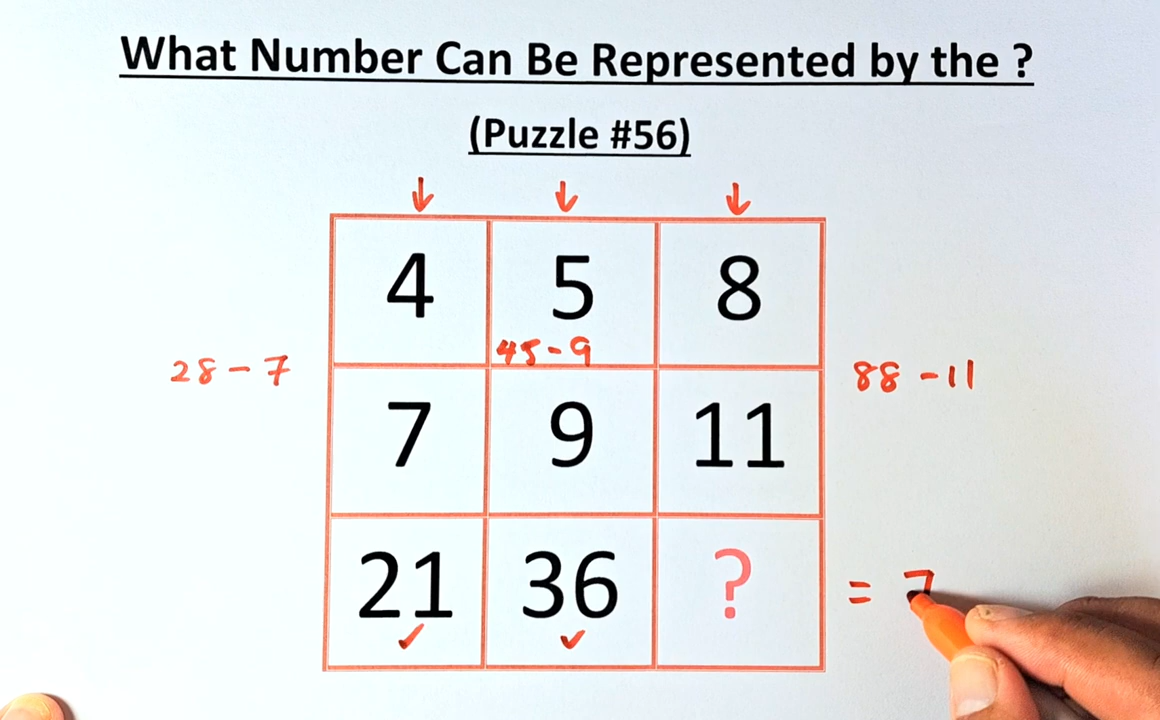 What Number Can Be Represented by the ?
(Puzzle #56)
4 5 8
45-9
28-7
88-11
7 9 11
21 36 ?
= 7